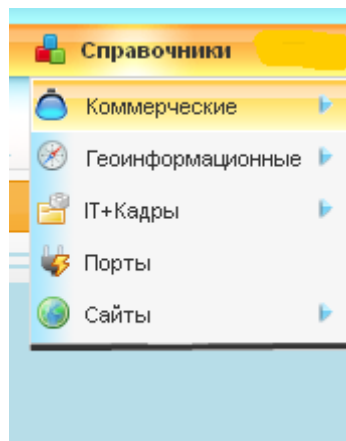 Справочники
Коммерческие
Геоинформационные
IT+Кадры
Порты
Сайты